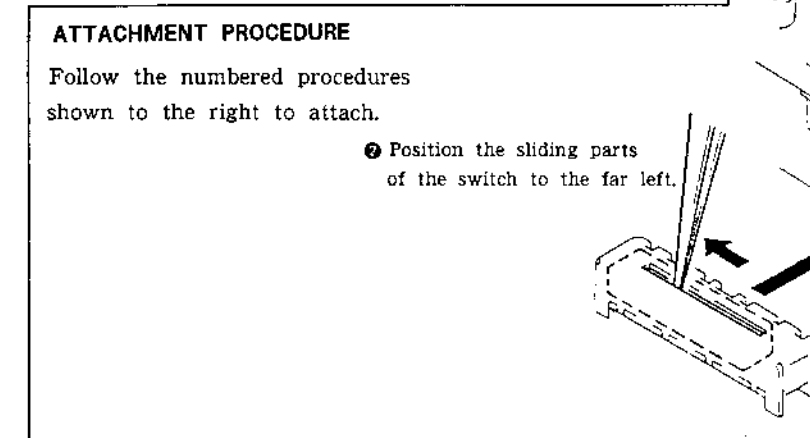 ATTACHMENT PROCEDURE
Follow the numbered procedures
shown to the right to attach.
❷ Position the sliding parts
of the switch to the far left.